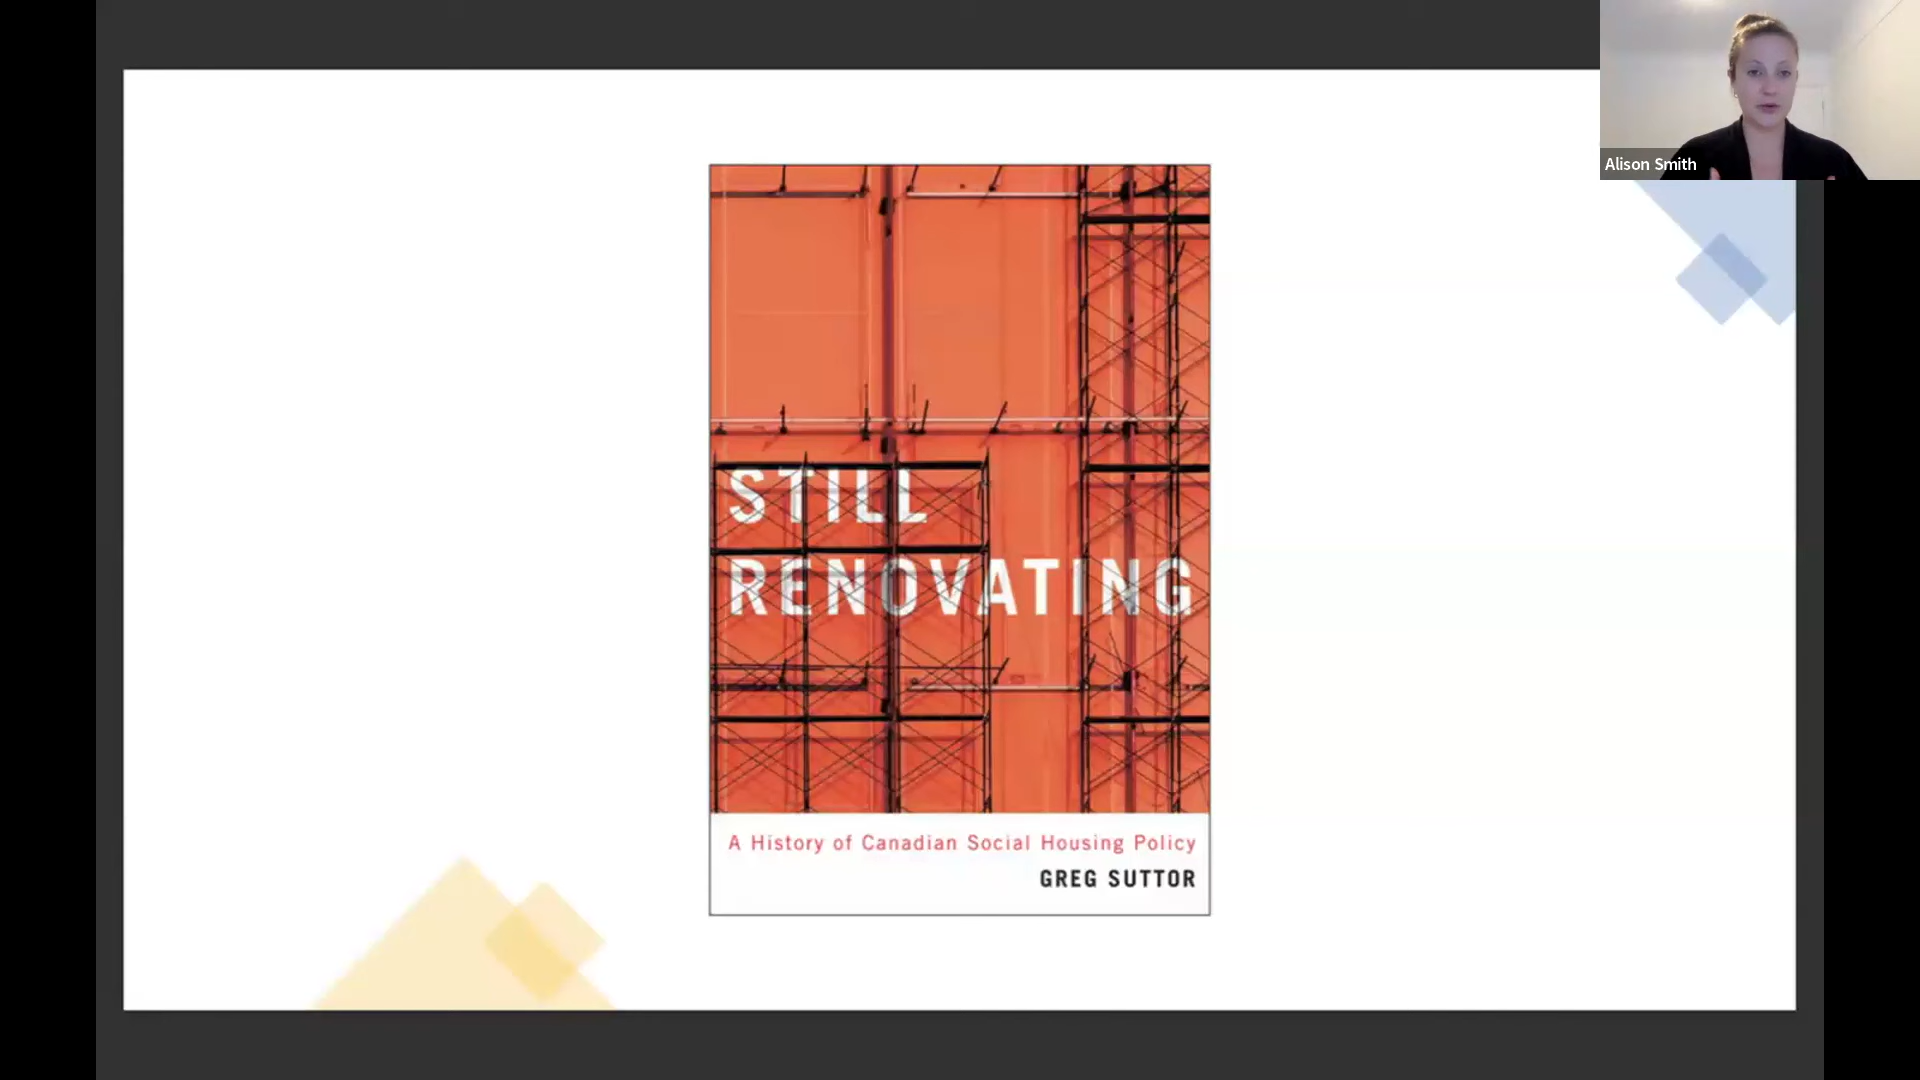 Alison Smith
STILL
RENOVATING
A History of Canadian Social Housing Policy
GREG SUTTOR